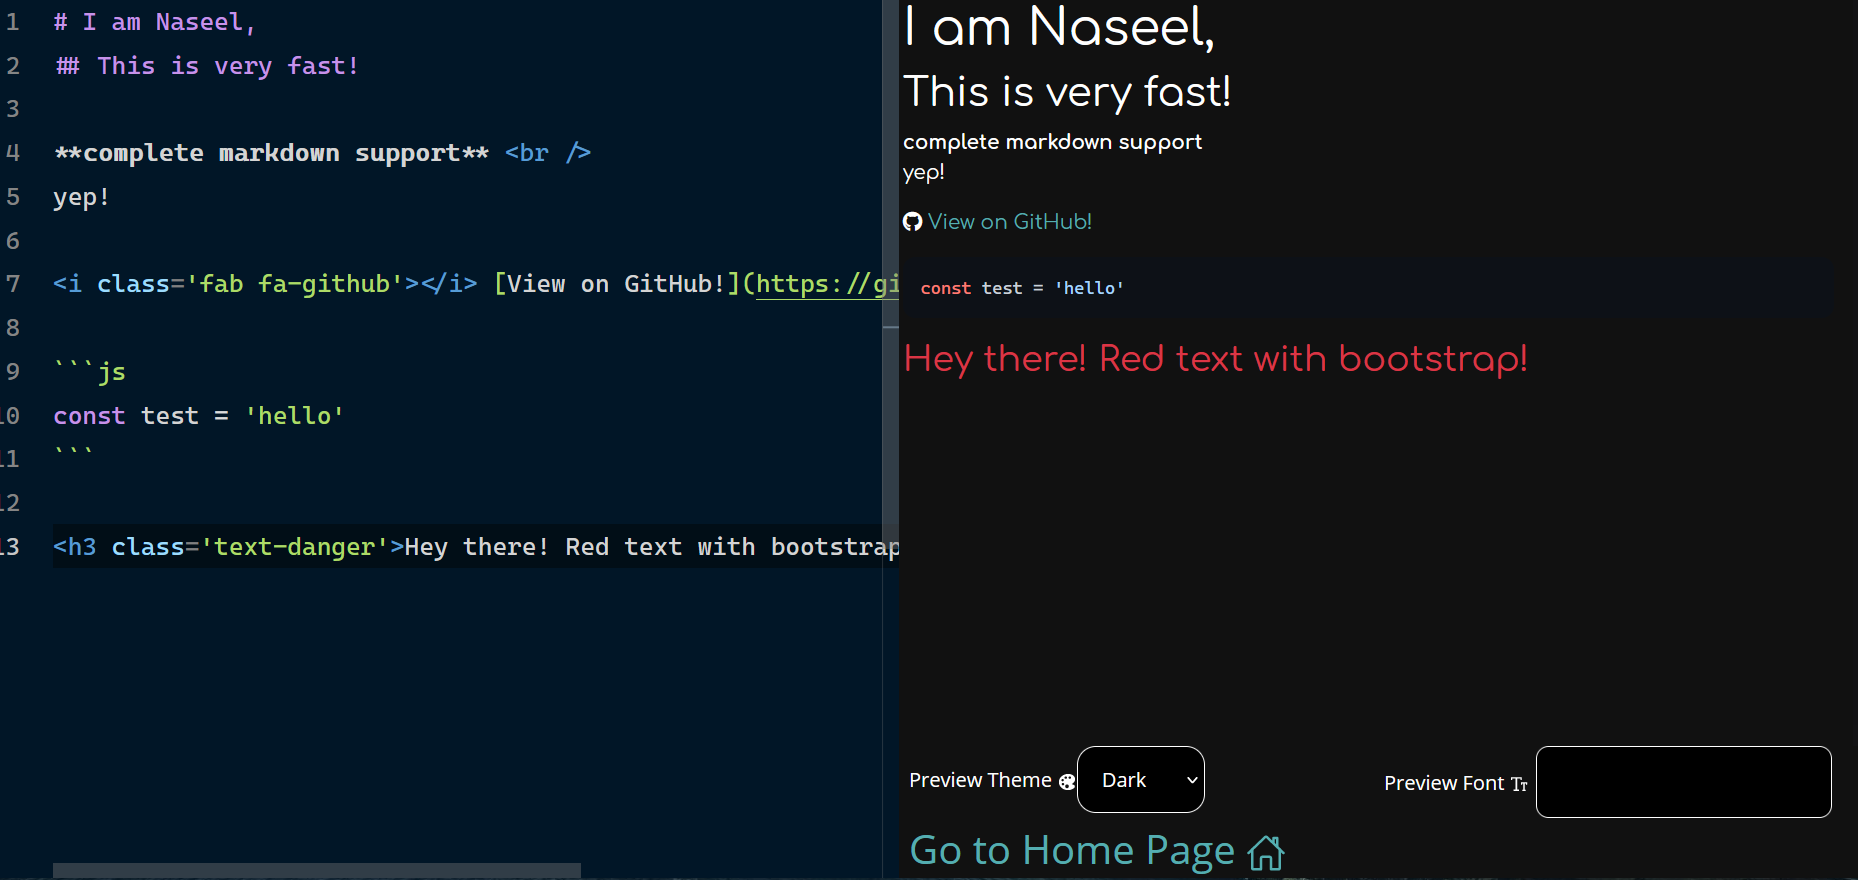 1 # I am Naseel,
2 ## This is very fast!
3
4 **complete markdown support** <br />
5 yep!
6
7 <i class='fab fa-github'></i> [View on GitHub!](https://gi
8
9 ```js
10 const test = 'hello'
11 ```
12
13 <h3 class='text-danger'>Hey there! Red text with bootstrap
I am Naseel,
This is very fast!
complete markdown support
yep!
View on GitHub!
const test = 'hello'
Hey there! Red text with bootstrap!
Preview Theme Dark
Preview Font
Go to Home Page